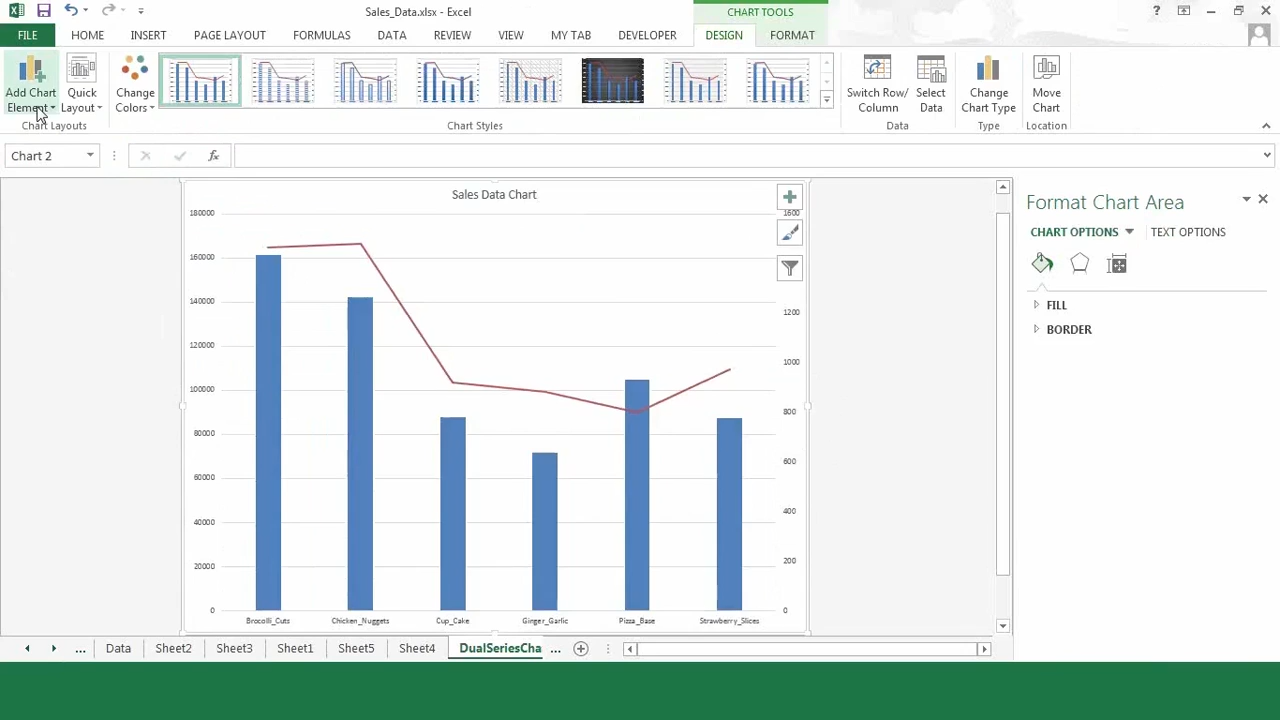 Sales_Data.xlsx - Excel
CHART TOOLS
?
FILE
HOME
INSERT
PAGE LAYOUT
FORMULAS
DATA
REVIEW
VIEW
MY TAB
DEVELOPER
DESIGN
FORMAT
Add Chart
Element
Quick
Layout
Change
Colors
Switch Row/
Column
Select
Data
Change
Chart Type
Move
Chart
Chart Layouts
Chart Styles
Data
Type
Location
Chart 2
fx
Sales Data Chart
180000
160000
140000
120000
100000
80000
60000
40000
20000
0
1600
1200
1000
800
600
400
200
0
Brocolli_Cuts
Chicken_Nuggets
Cup_Cake
Ginger_Garlic
Pizza_Base
Strawberry_Slices
Format Chart Area
CHART OPTIONS
TEXT OPTIONS
FILL
BORDER
...
Data
Sheet2
Sheet3
Sheet1
Sheet5
Sheet4
DualSeriesCha
...